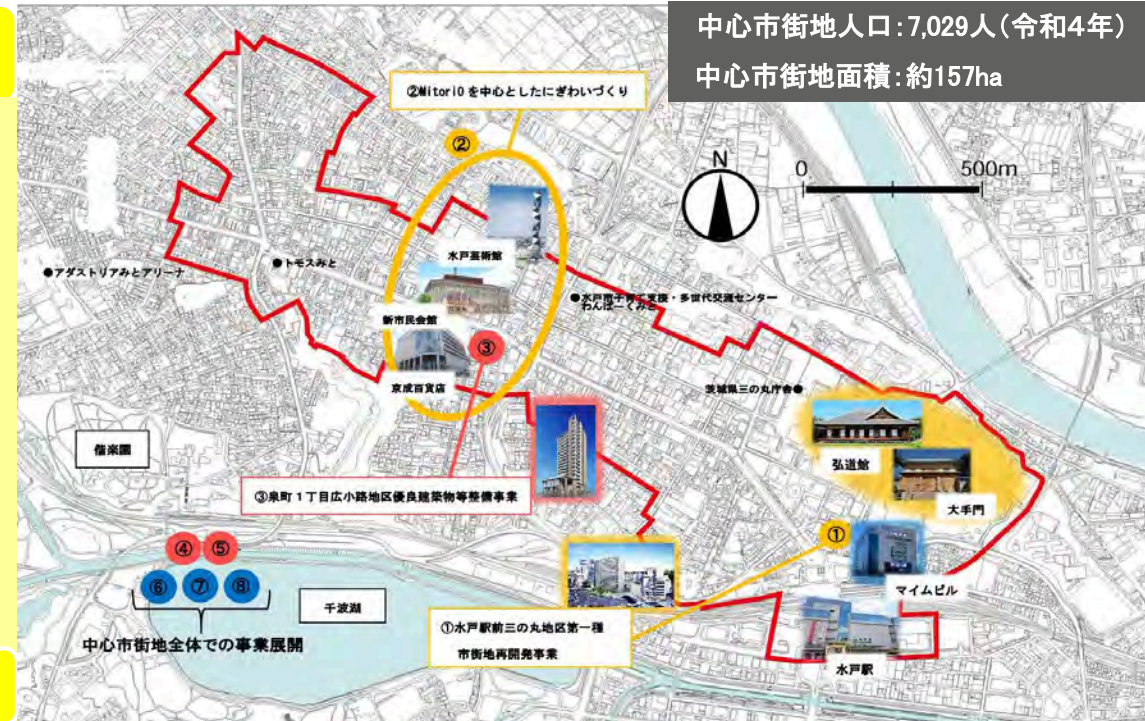 中心市街地人口：7,029人（令和４年）
中心市街地面積：約157ha
②MitoriOを中心としたにぎわいづくり
②
N
0
500m
水戸芸術館
●アダストリアみとアリーナ
●トモスみと
●水戸市子育て支援・多世代交流センター
わんぱーくみと
新市民会館
③
京成百貨店
茨城県三の丸庁舎●
弘道館
大手門
偕楽園
③泉町１丁目広小路地区優良建築物等整備事業
①
④
⑤
⑥
⑦
⑧
千波湖
マイムビル
中心市街地全体での事業展開
①水戸駅前三の丸地区第一種
市街地再開発事業
水戸駅